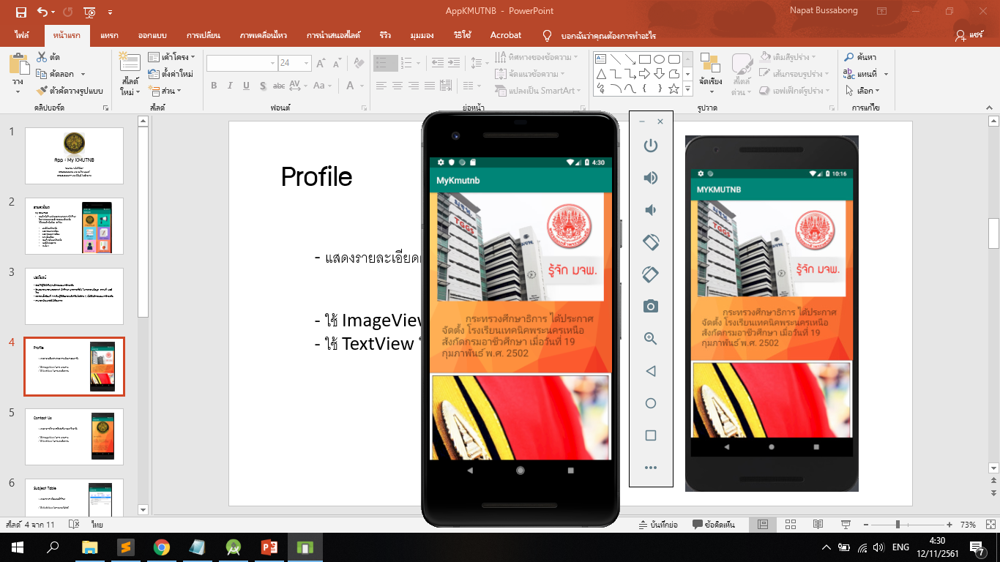 AppKMUTNB - PowerPoint
Napat Bussabong
ไฟล์
หน้าแรก
แทรก
ออกแบบ
การเปลี่ยน
ภาพเคลื่อนไหว
การนำเสนอสไลด์
รีวิว
มุมมอง
วิธีใช้
Acrobat
บอกฉันว่าคุณต้องการทำอะไร
แชร์
วาง
ตัด
คัดลอก
ตัวคัดวางรูปแบบ
คลิปบอร์ด
สไลด์
ใหม่
เค้าโครง
ตั้งค่าใหม่
ส่วน
สไลด์
24
B I U S abc AV Aa A
ฟอนต์
ทิศทางของข้อความ
จัดแนวข้อความ
แปลงเป็น SmartArt
ย่อหน้า
จัดเรียง
สไตล์
ด่วน
เติมสีรูปร่าง
เส้นกรอบรูปร่าง
เอฟเฟ็กต์รูปร่าง
รูปวาด
ค้นหา
แทนที่
เลือก
การแก้ไข
1
App : My KMUTNB
2
3
ประโยชน์
4
Profile
5
Contact Us
6
Subject Table
Profile
- แสดงรายละเอียด
- ใช้ ImageView
- ใช้ TextView
4:30
MyKmutnb
มจพ.
TGGS
รู้จัก มจพ.
กระทรวงศึกษาธิการ ได้ประกาศ
จัดตั้ง โรงเรียนเทคนิคพระนครเหนือ
สังกัดกรมอาชีวศึกษา เมื่อวันที่ 19
กุมภาพันธ์ พ.ศ. 2502
10:16
MYKMUTNB
มจพ.
TGGS
รู้จัก มจพ.
กระทรวงศึกษาธิการ ได้ประกาศ
จัดตั้ง โรงเรียนเทคนิคพระนครเหนือ
สังกัดกรมอาชีวศึกษา เมื่อวันที่ 19
กุมภาพันธ์ พ.ศ. 2502
สไลด์ 4 จาก 11
ไทย
บันทึกย่อ
ข้อคิดเห็น
73%
ENG
4:30
12/11/2561
7